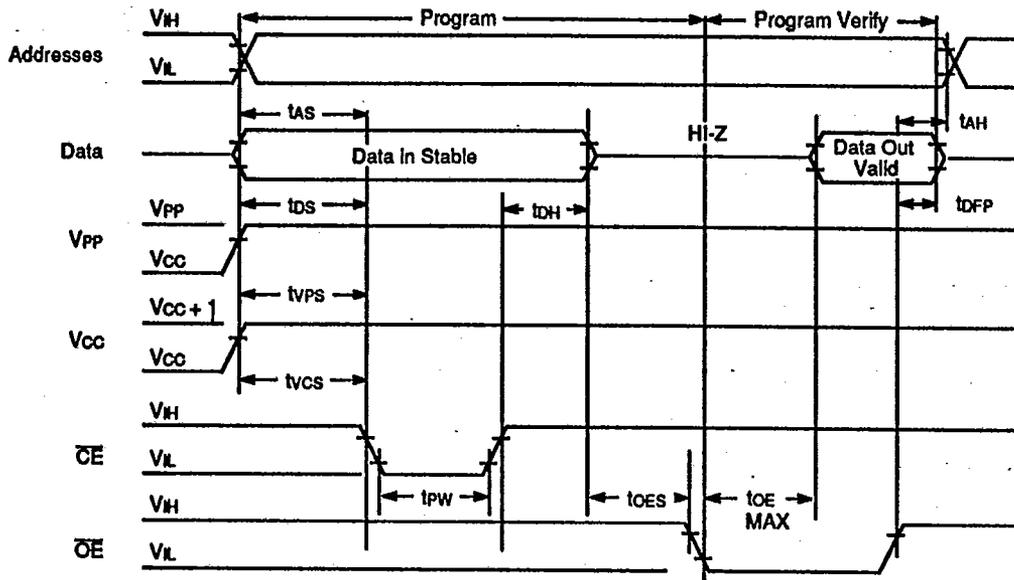 VIH
Program
Program Verify
Addresses
VIL
tAS
tAH
HI-Z
Data
Data in Stable
Data Out
Valid
tDS
tDH
tDFP
VPP
VPP
VCC
tVPS
VCC + 1
VCC
VCC
tVCS
VIH
CE
VIL
tPW
tOES
tOE
MAX
VIH
OE
VIL